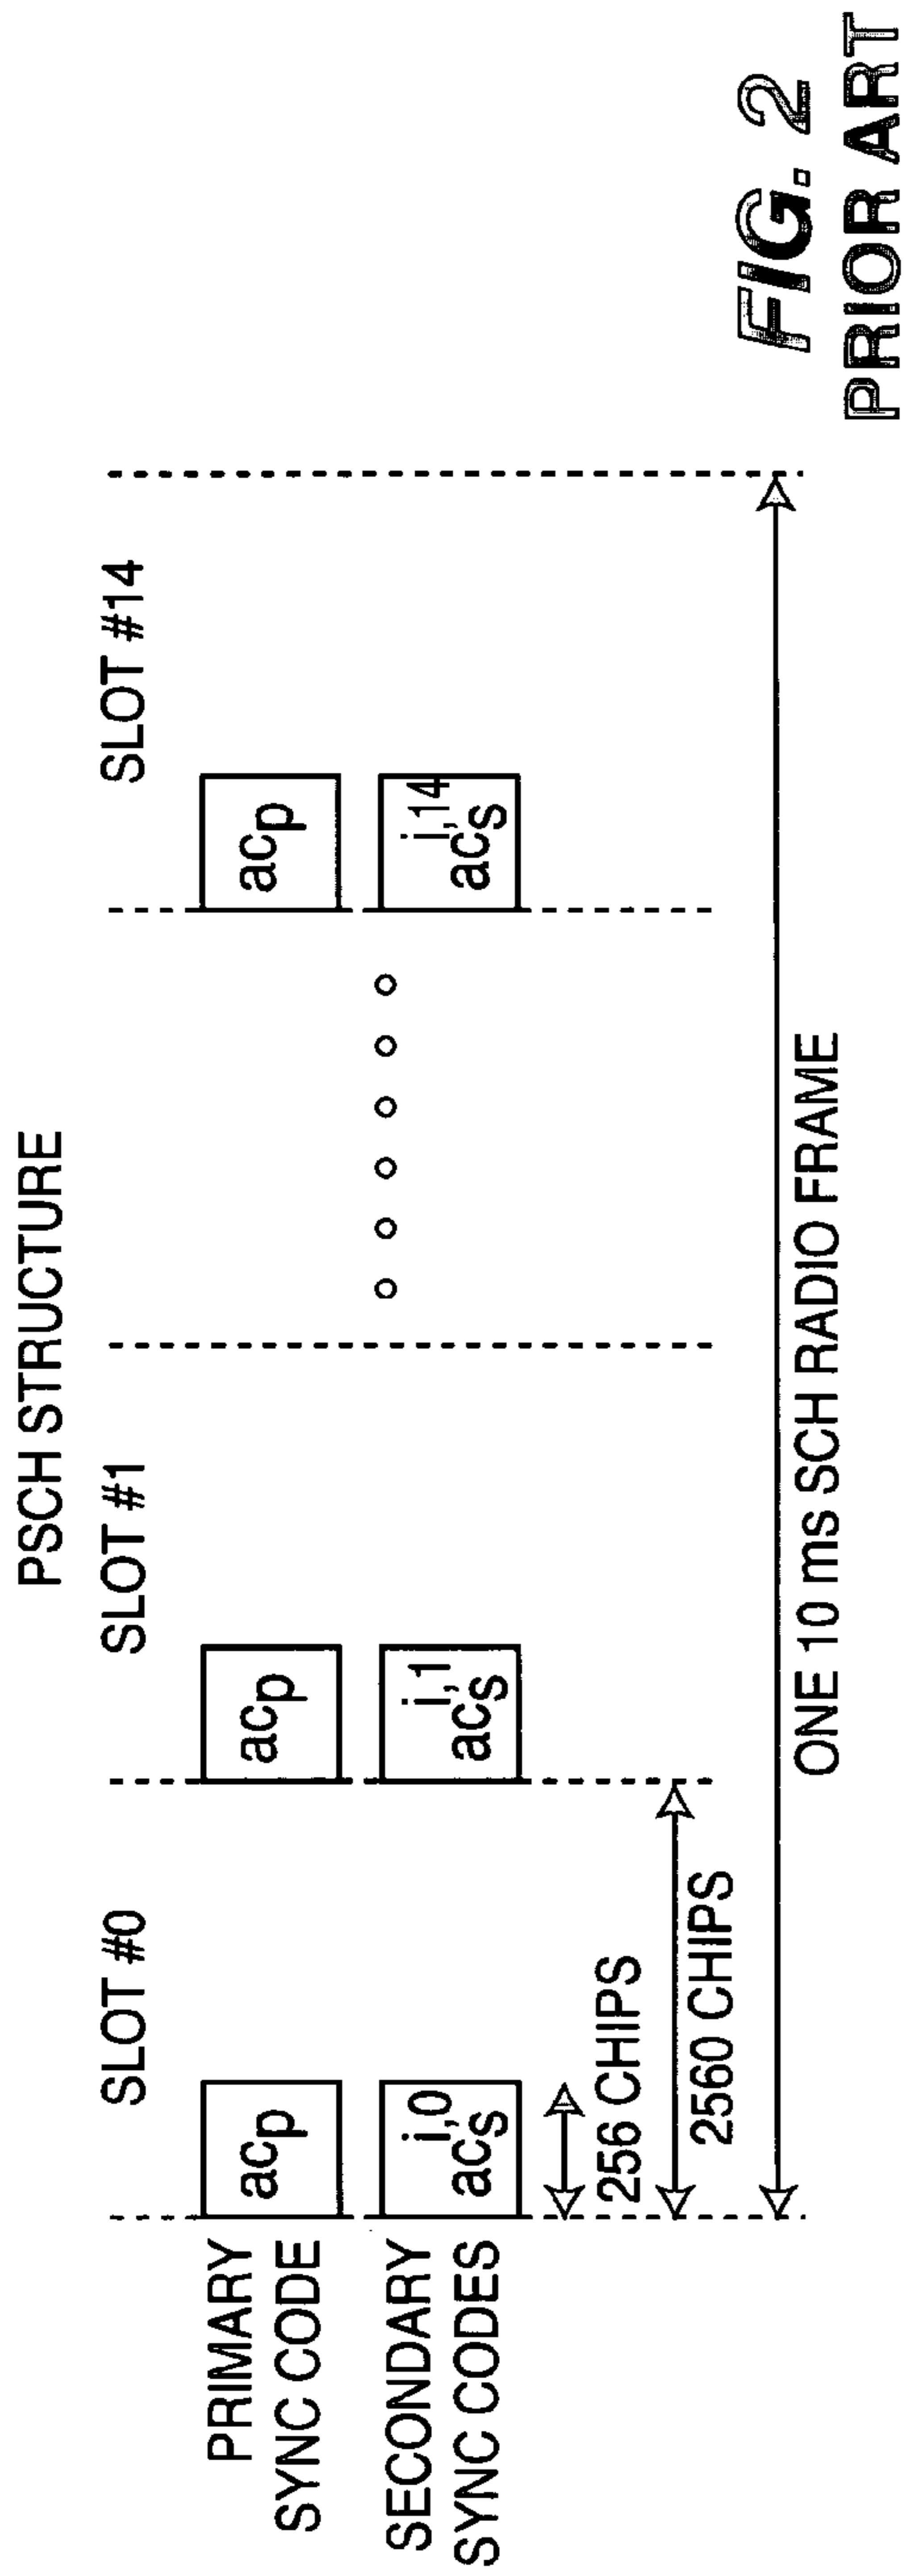 PSCH STRUCTURE
SLOT #0
SLOT #1
SLOT #14
PRIMARY
SYNC CODE
acp
acp
acp
SECONDARY
SYNC CODES
i,0
acs
i,1
acs
i,14
acs
256 CHIPS
2560 CHIPS
ONE 10 ms SCH RADIO FRAME
FIG. 2
PRIOR ART